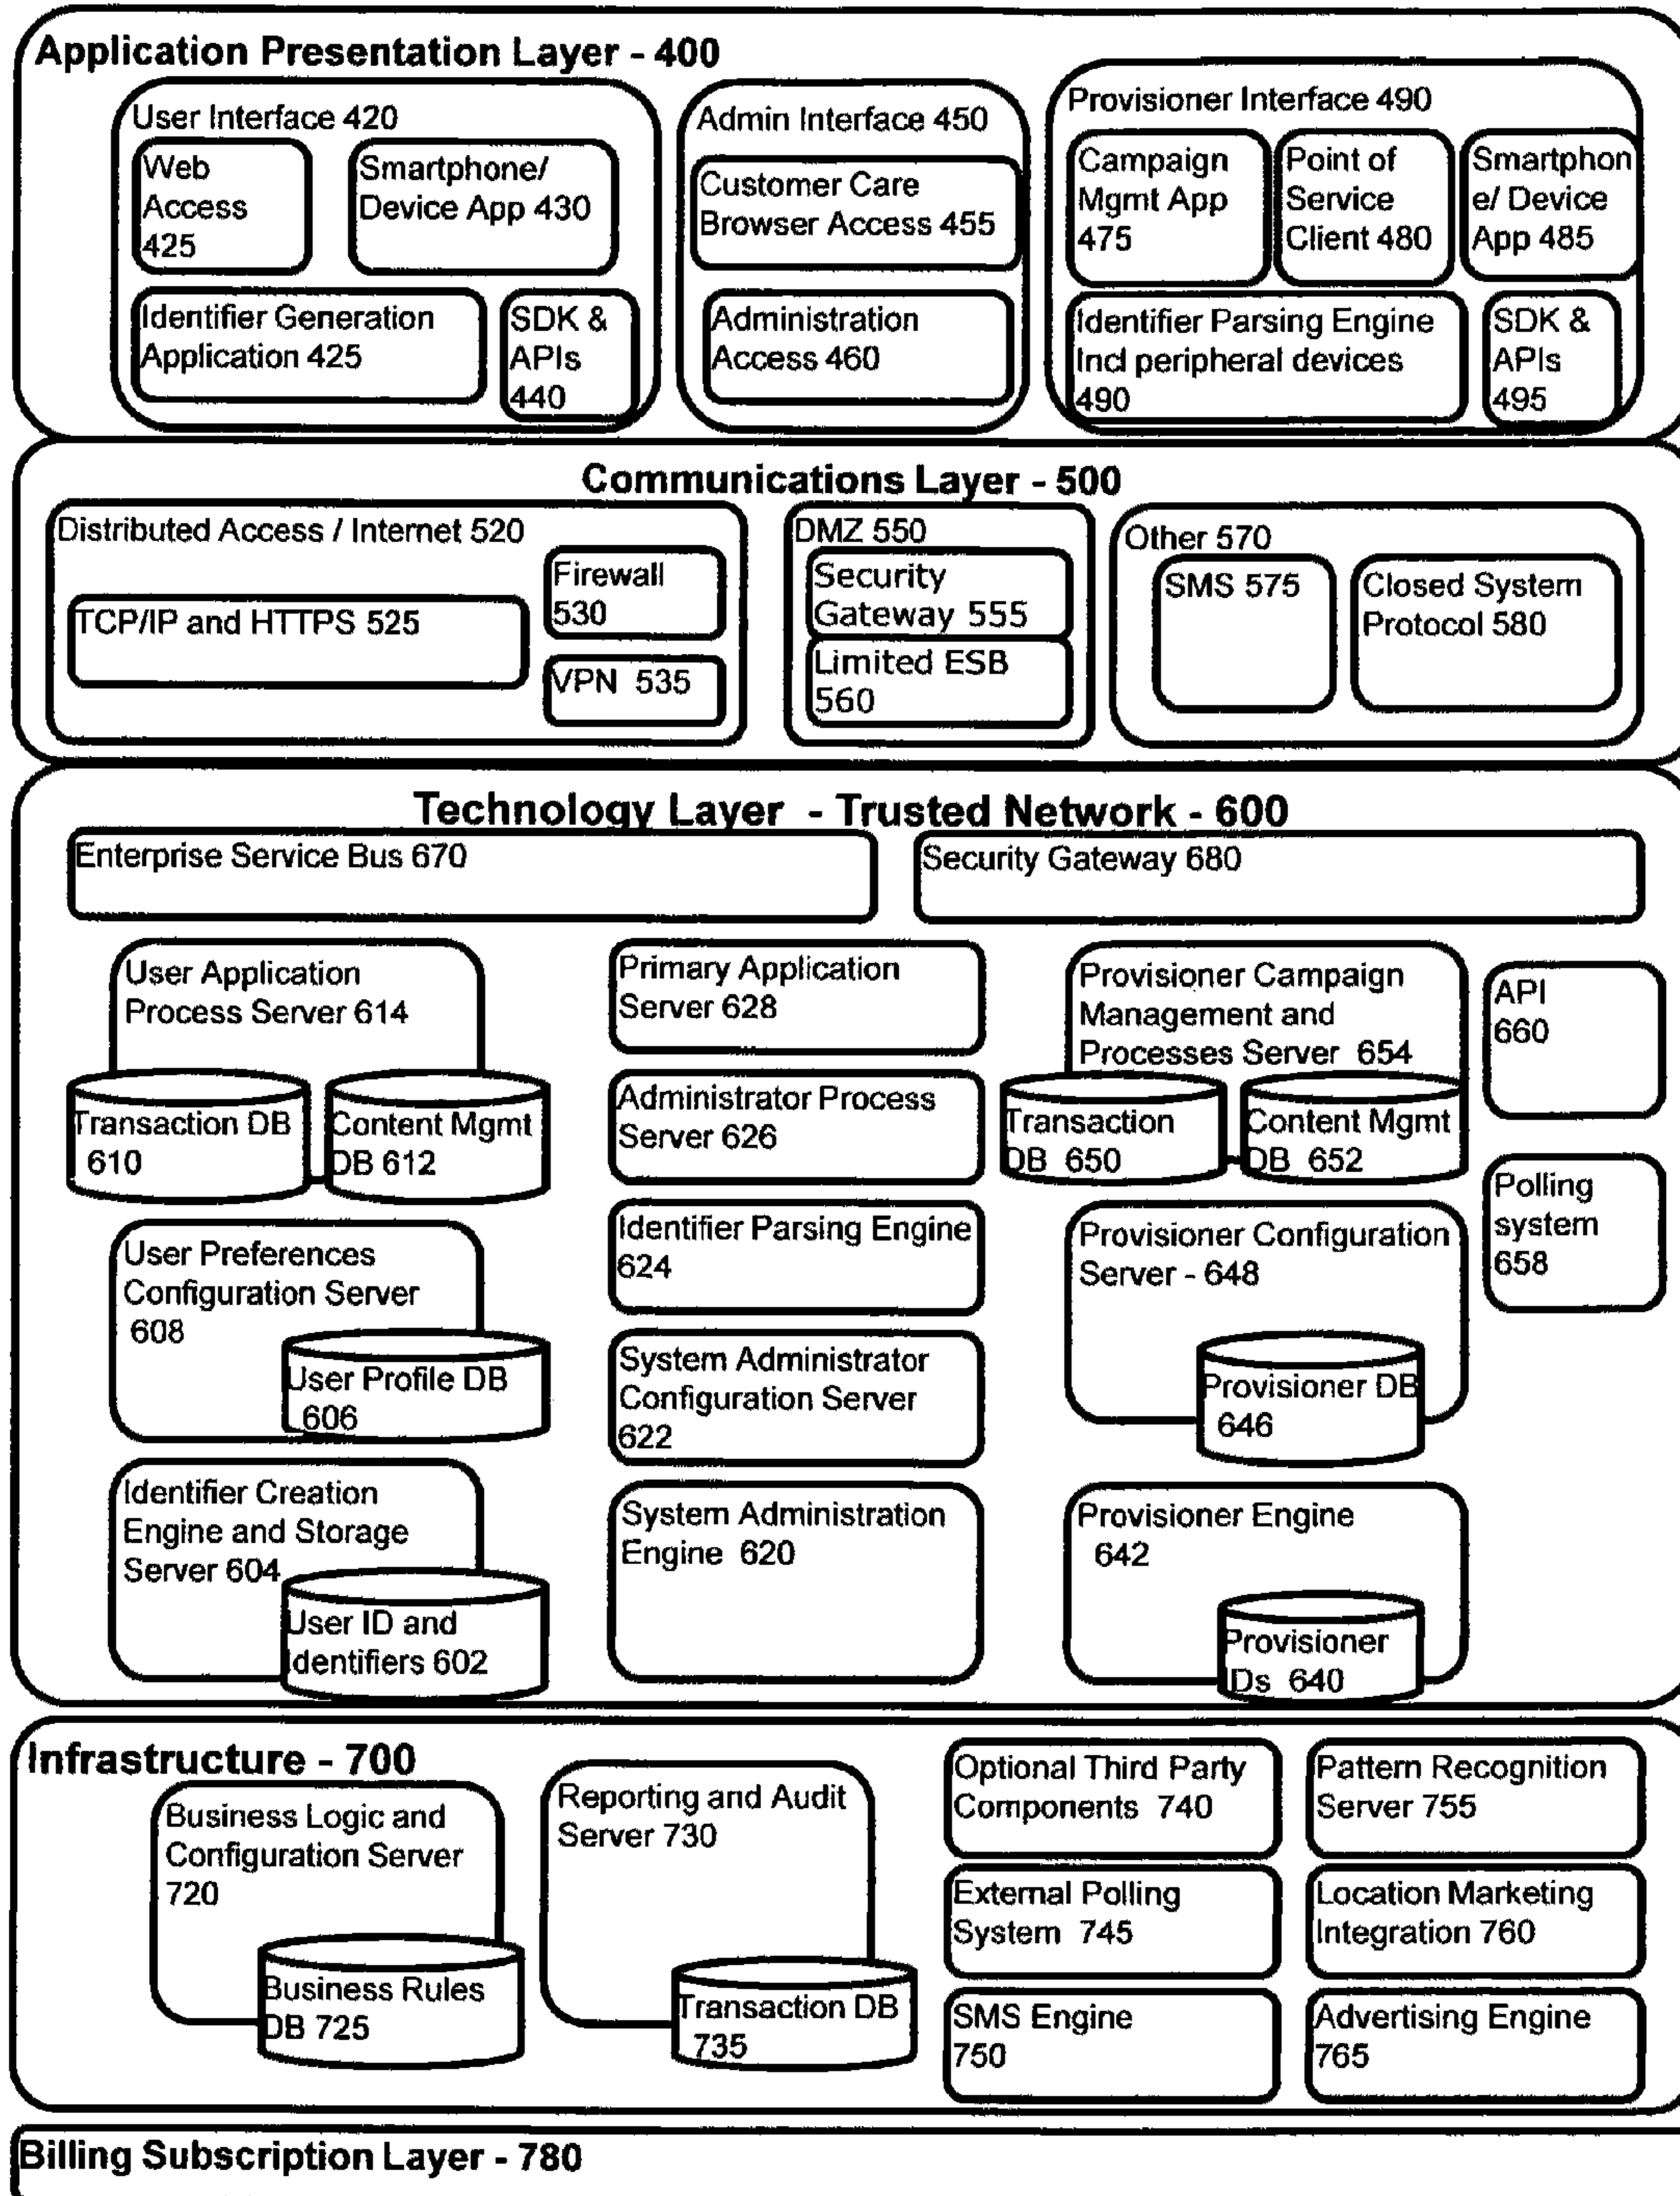 Application Presentation Layer - 400
User Interface 420
Web
Access
425
Smartphone/
Device App 430
Identifier Generation
Application 425
SDK &
APIs
440
Admin Interface 450
Customer Care
Browser Access 455
Administration
Access 460
Provisioner Interface 490
Campaign
Mgmt App
475
Point of
Service
Client 480
Smartphon
e/ Device
App 485
Identifier Parsing Engine
Incl peripheral devices
490
SDK &
APIs
495
Communications Layer - 500
Distributed Access / Internet 520
TCP/IP and HTTPS 525
Firewall
530
VPN 535
DMZ 550
Security
Gateway 555
Limited ESB
560
Other 570
SMS 575
Closed System
Protocol 580
Technology Layer - Trusted Network - 600
Enterprise Service Bus 670
Security Gateway 680
User Application
Process Server 614
Transaction DB
610
Content Mgmt
DB 612
User Preferences
Configuration Server
608
User Profile DB
606
Identifier Creation
Engine and Storage
Server 604
User ID and
Identifiers 602
Primary Application
Server 628
Administrator Process
Server 626
Identifier Parsing Engine
624
System Administrator
Configuration Server
622
System Administration
Engine 620
Provisioner Campaign
Management and
Processes Server 654
Transaction
DB 650
Content Mgmt
DB 652
Provisioner Configuration
Server - 648
Provisioner DB
646
Provisioner Engine
642
Provisioner
IDs 640
API
660
Polling
system
658
Infrastructure - 700
Business Logic and
Configuration Server
720
Business Rules
DB 725
Reporting and Audit
Server 730
Transaction DB
735
Optional Third Party
Components 740
External Polling
System 745
SMS Engine
750
Pattern Recognition
Server 755
Location Marketing
Integration 760
Advertising Engine
765
Billing Subscription Layer - 780